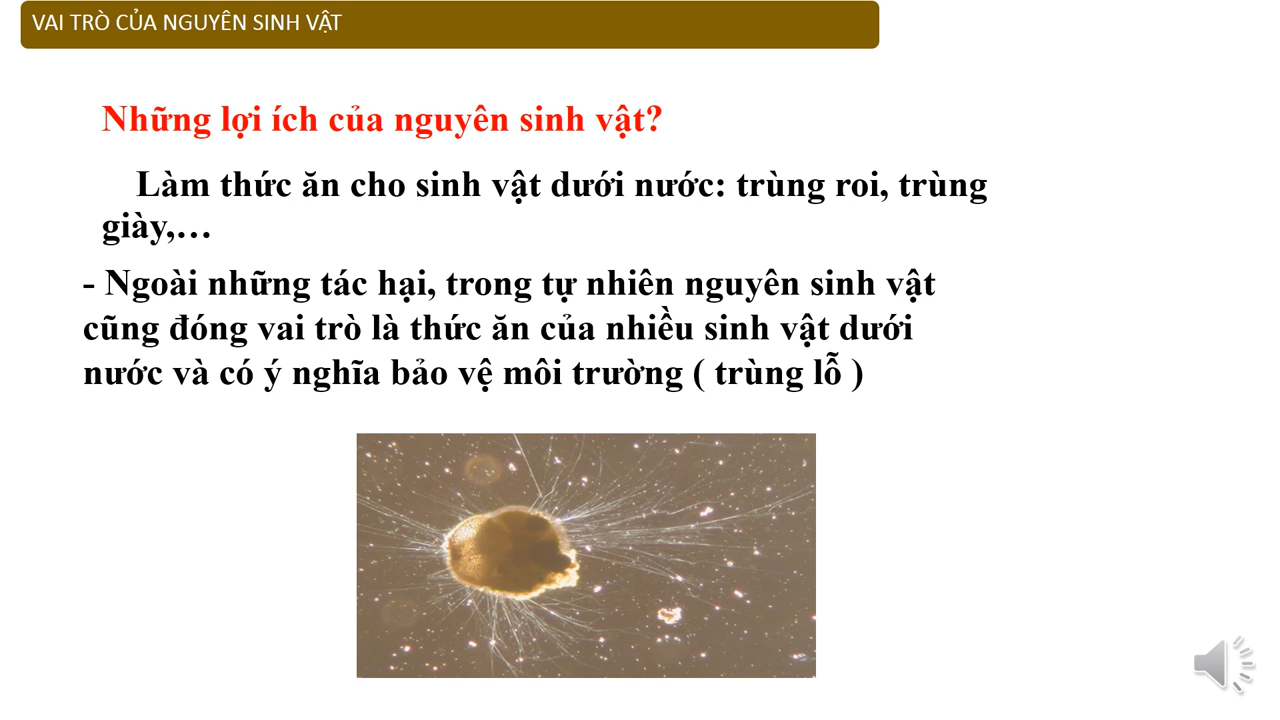 VAI TRÒ CỦA NGUYÊN SINH VẬT
Những lợi ích của nguyên sinh vật?
Làm thức ăn cho sinh vật dưới nước: trùng roi, trùng
giày,…
- Ngoài những tác hại, trong tự nhiên nguyên sinh vật
cũng đóng vai trò là thức ăn của nhiều sinh vật dưới
nước và có ý nghĩa bảo vệ môi trường ( trùng lỗ )